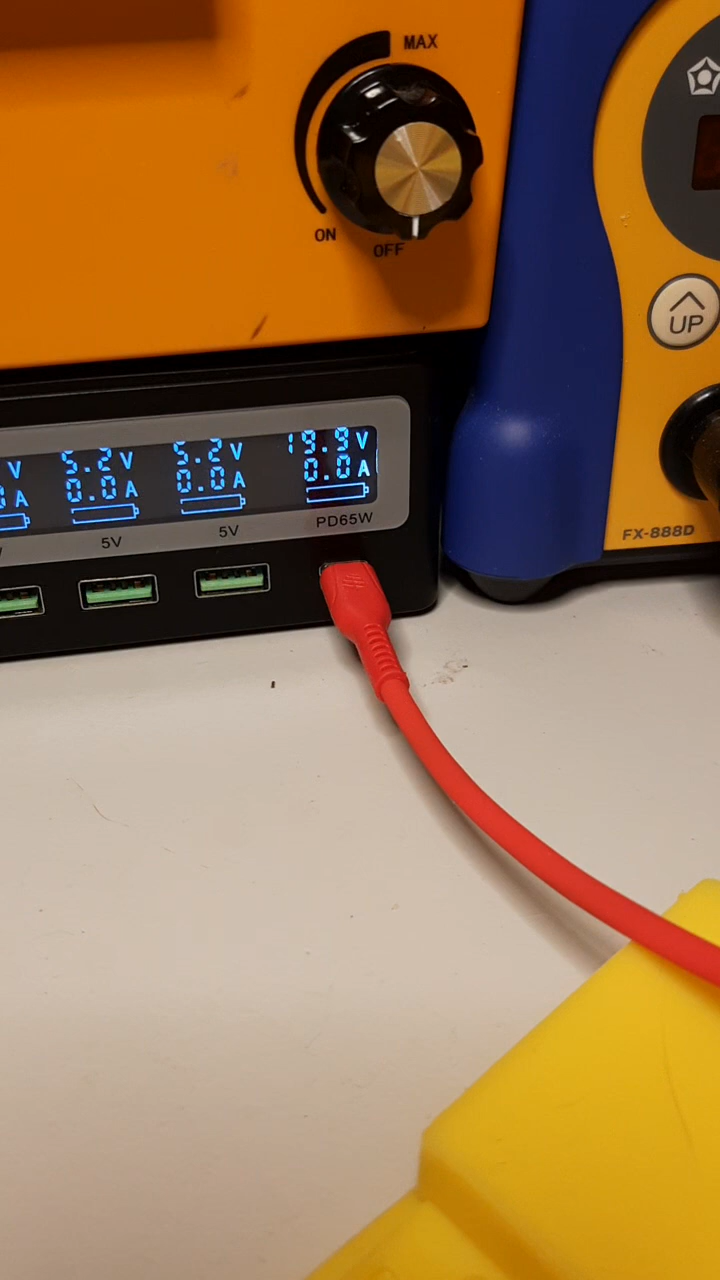 MAX
ON
OFF
UP
V 5.2V 5.2V 19.9V
A 0.0A 0.0A 0.0A
5V 5V PD65W
FX-888D